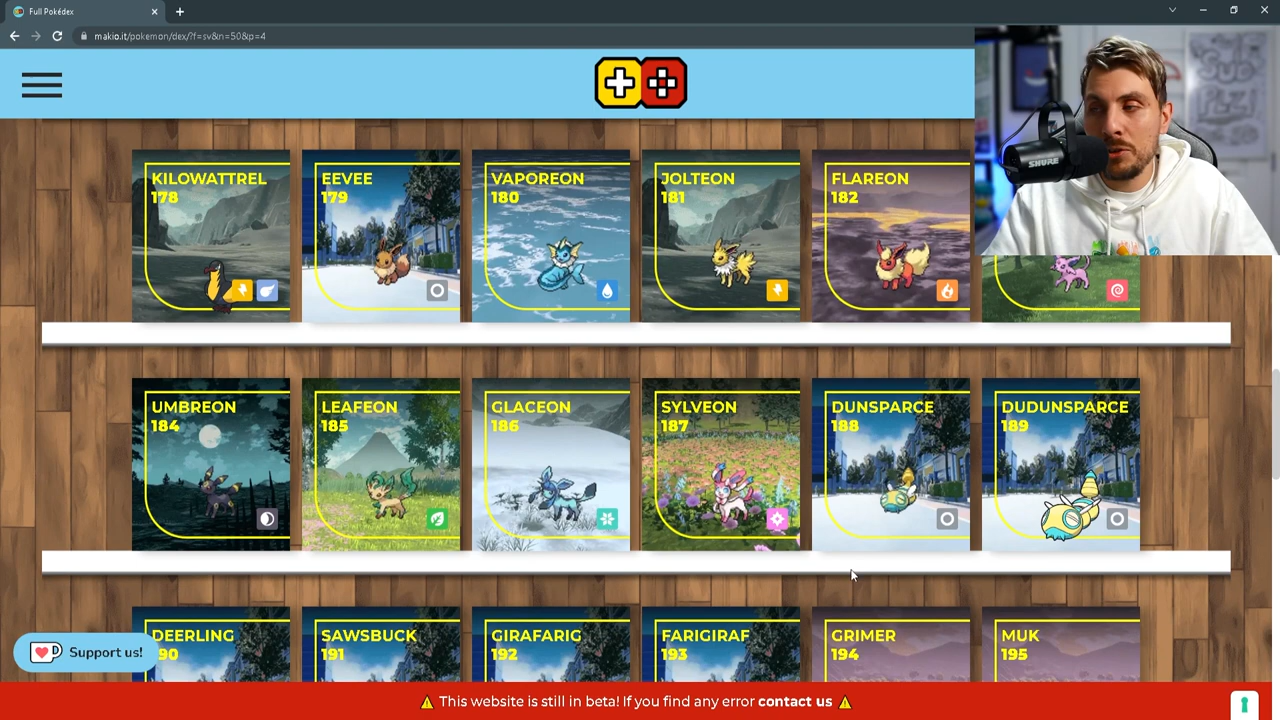 Full Pokédex
makio.it/pokemon/dex/?f=sv&n=50&p=4
SHURE
KILOWATTREL
178
EEVEE
179
VAPOREON
180
JOLTEON
181
FLAREON
182
UMBREON
184
LEAFEON
185
GLACEON
186
SYLVEON
187
DUNSPARCE
188
DUDUNSPARCE
189
DEERLING
90
SAWSBUCK
191
GIRAFARIG
192
FARIGIRAF
193
GRIMER
194
MUK
195
Support us!
This website is still in beta! If you find any error contact us